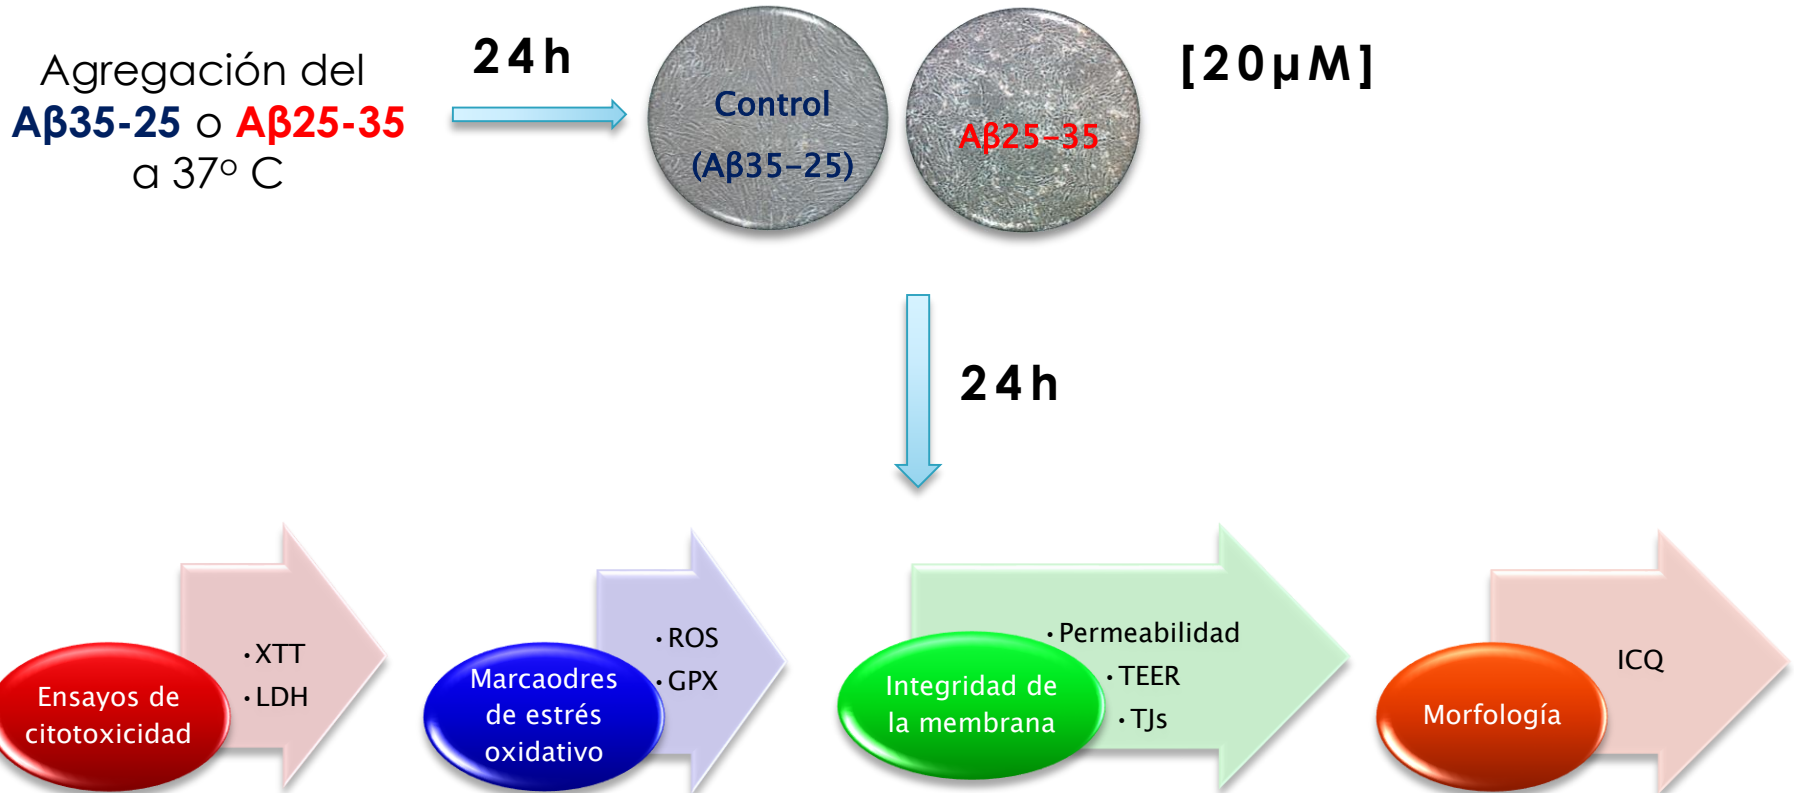 Agregación del
Aβ35-25 o Aβ25-35
a 37º C
24h
Control
(Aβ35-25)
Aβ25-35
[20μM]
24h
Ensayos de
citotoxicidad
·XTT
·LDH
Marcaodres
de estrés
oxidativo
·ROS
·GPX
Integridad de
la membrana
·Permeabilidad
·TEER
·TJs
Morfología
ICQ